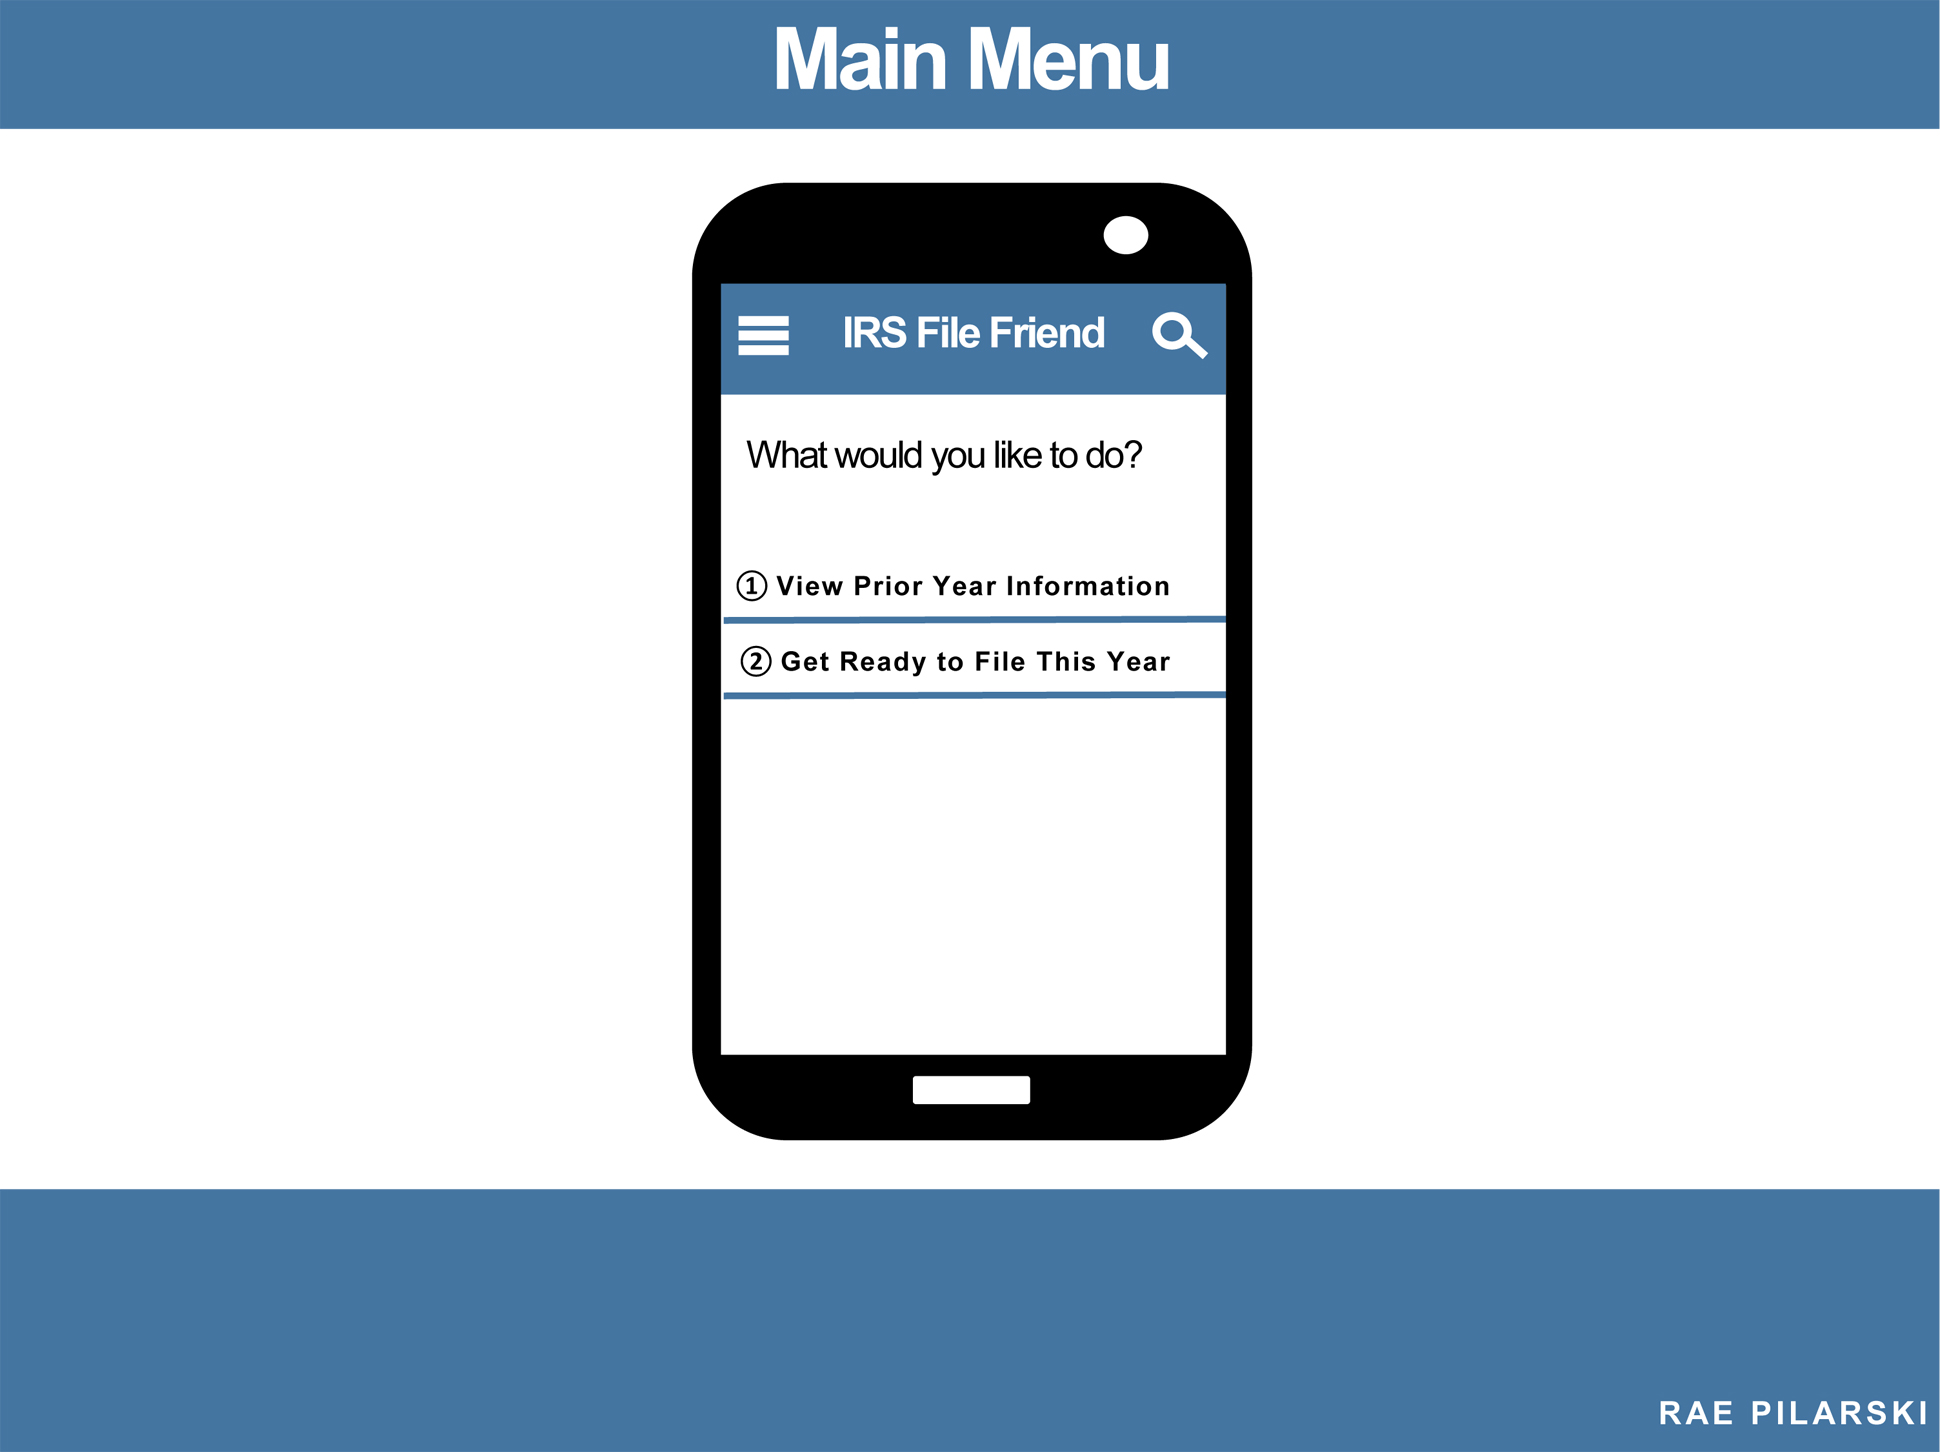 Main Menu
IRS File Friend
What would you like to do?
① View Prior Year Information
② Get Ready to File This Year
RAE PILARSKI